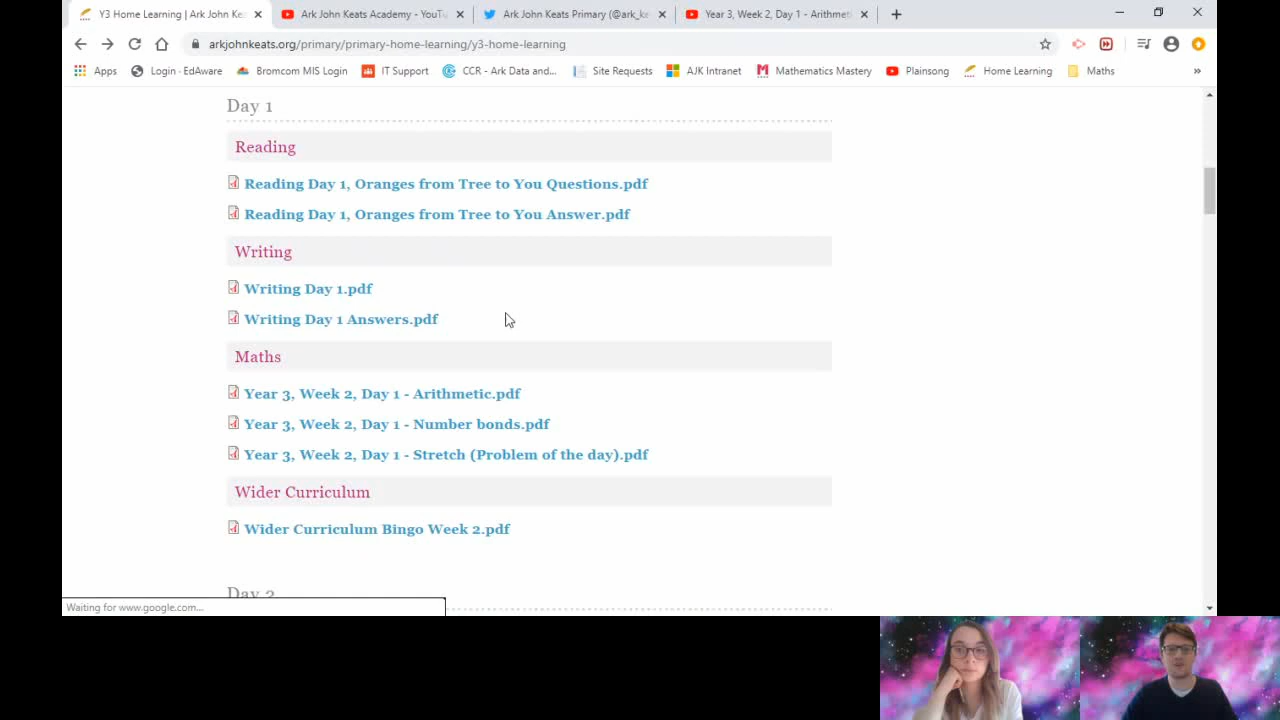 Y3 Home Learning | Ark John Kea
Ark John Keats Academy - YouTu
Ark John Keats Primary (@ark_ke
Year 3, Week 2, Day 1 - Arithmeti
arkjohnkeats.org/primary/primary-home-learning/y3-home-learning
Apps
Login · EdAware
Bromcom MIS Login
IT Support
CCR - Ark Data and...
Site Requests
AJK Intranet
Mathematics Mastery
Plainsong
Home Learning
Maths
Day 1
Reading
Reading Day 1, Oranges from Tree to You Questions.pdf
Reading Day 1, Oranges from Tree to You Answer.pdf
Writing
Writing Day 1.pdf
Writing Day 1 Answers.pdf
Maths
Year 3, Week 2, Day 1 - Arithmetic.pdf
Year 3, Week 2, Day 1 - Number bonds.pdf
Year 3, Week 2, Day 1 - Stretch (Problem of the day).pdf
Wider Curriculum
Wider Curriculum Bingo Week 2.pdf
Day 2
Waiting for www.google.com...